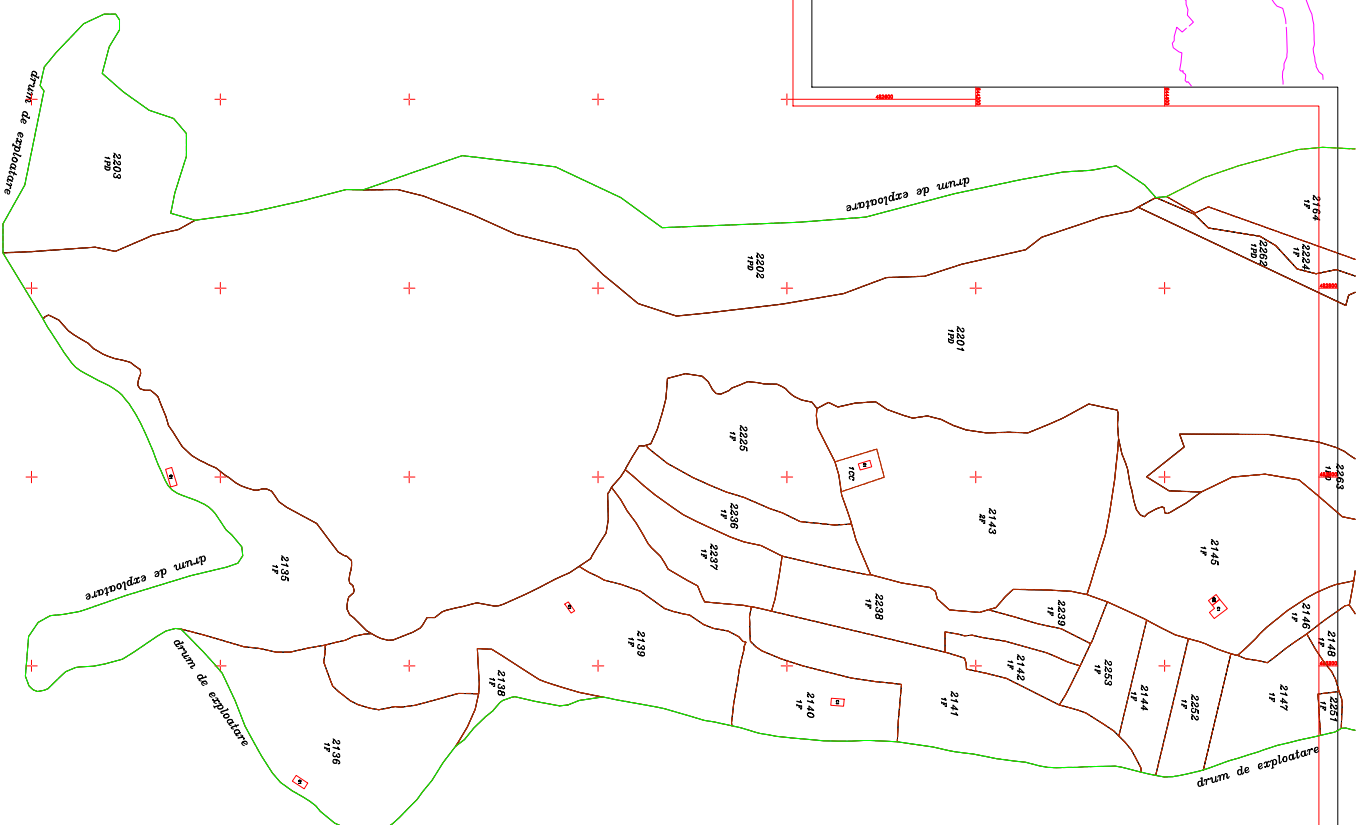 drum de exploatare
2203
1PD
drum de exploatare
2164
1F
2224
1F
2262
1PD
2202
1PD
2201
1PD
2225
1F
1CC
2263
1PD
2236
1F
2143
2F
2145
1F
2237
1F
drum de exploatare
2135
1F
2238
1F
2239
1F
2146
1F
2148
1F
drum de exploatare
2139
1F
2142
1F
2253
1F
2138
1F
2140
1F
2141
1F
2144
1F
2252
1F
2147
1F
2251
1F
2136
1F
drum de exploatare